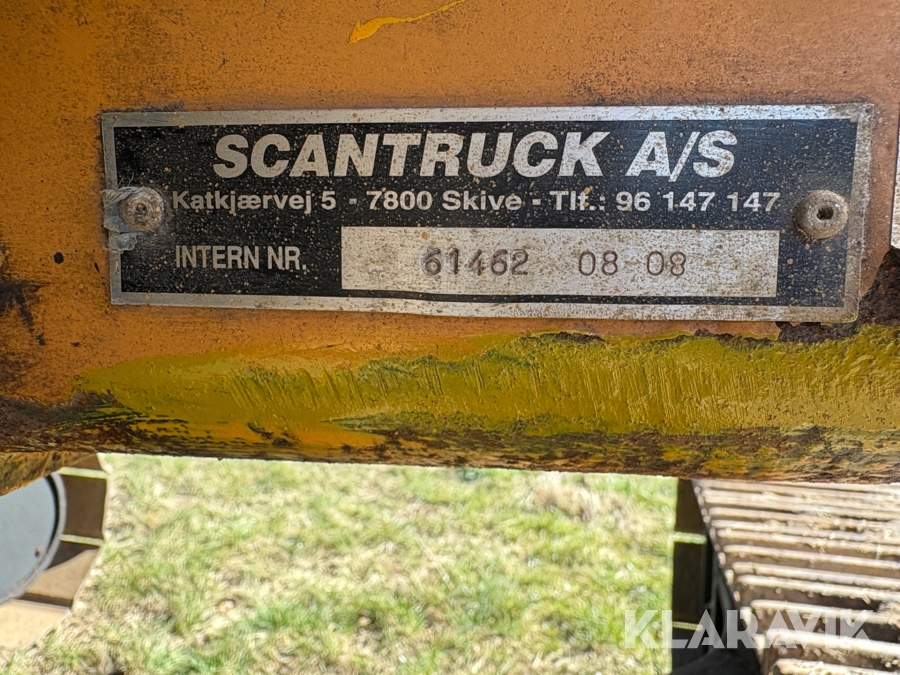 SCANTRUCK A/S
Katkjærvej 5 - 7800 Skive - Tlf.: 96 147 147
INTERN NR. 61462 08-08
KLARAVIK